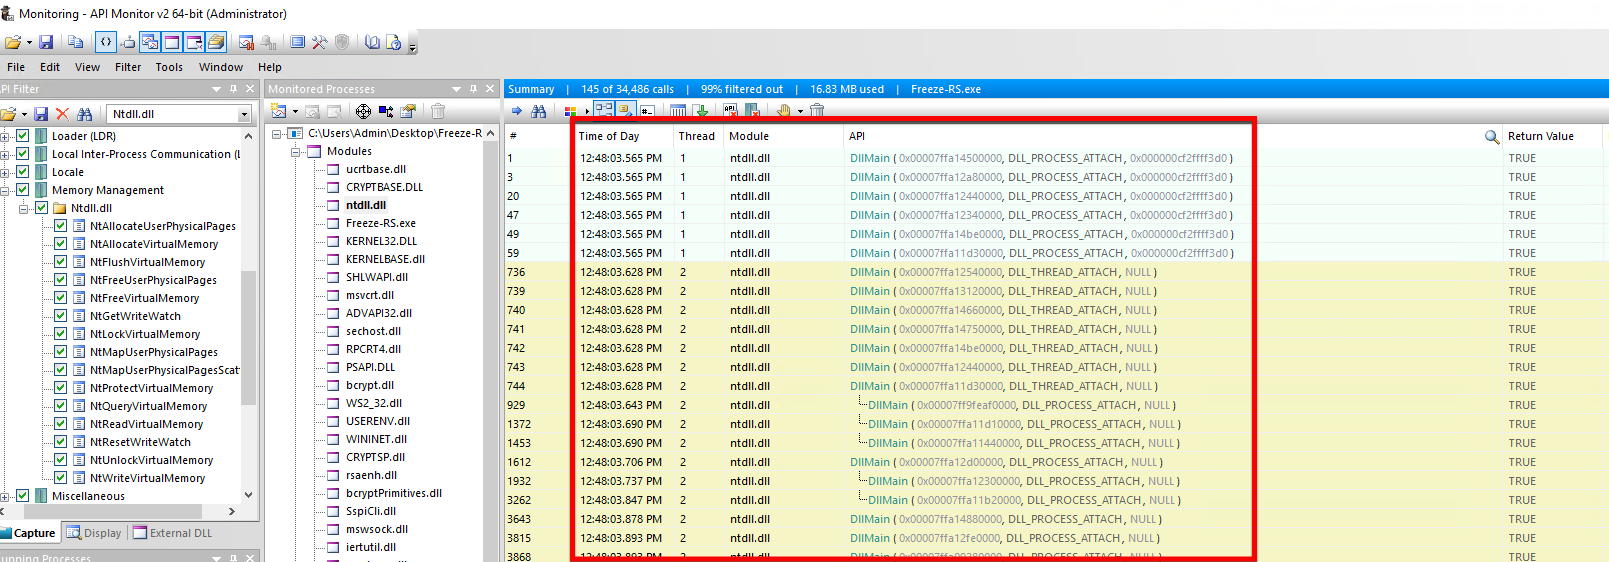 Monitoring - API Monitor v2 64-bit (Administrator)
File Edit View Filter Tools Window Help
API Filter
Ntdll.dll
Loader (LDR)
Local Inter-Process Communication (L
Locale
Memory Management
Ntdll.dll
NtAllocateUserPhysicalPages
NtAllocateVirtualMemory
NtFlushVirtualMemory
NtFreeUserPhysicalPages
NtFreeVirtualMemory
NtGetWriteWatch
NtLockVirtualMemory
NtMapUserPhysicalPages
NtMapUserPhysicalPagesScatt
NtProtectVirtualMemory
NtQueryVirtualMemory
NtReadVirtualMemory
NtResetWriteWatch
NtUnlockVirtualMemory
NtWriteVirtualMemory
Miscellaneous
Capture Display External DLL
Running Processes
Monitored Processes
C:\Users\Admin\Desktop\Freeze-R
Modules
ucrtbase.dll
CRYPTBASE.DLL
ntdll.dll
Freeze-RS.exe
KERNEL32.DLL
KERNELBASE.dll
SHLWAPI.dll
msvcrt.dll
ADVAPI32.dll
sechost.dll
RPCRT4.dll
PSAPI.DLL
bcrypt.dll
WS2_32.dll
USERENV.dll
WININET.dll
CRYPTSP.dll
rsaenh.dll
bcryptPrimitives.dll
SspiCli.dll
mswsock.dll
iertutil.dll
Summary | 145 of 34,486 calls | 99% filtered out | 16.83 MB used | Freeze-RS.exe
# Time of Day Thread Module API Return Value
1 12:48:03.565 PM 1 ntdll.dll DllMain ( 0x00007ffa14500000, DLL_PROCESS_ATTACH, 0x000000cf2ffff3d0 ) TRUE
3 12:48:03.565 PM 1 ntdll.dll DllMain ( 0x00007ffa12a80000, DLL_PROCESS_ATTACH, 0x000000cf2ffff3d0 ) TRUE
20 12:48:03.565 PM 1 ntdll.dll DllMain ( 0x00007ffa12440000, DLL_PROCESS_ATTACH, 0x000000cf2ffff3d0 ) TRUE
47 12:48:03.565 PM 1 ntdll.dll DllMain ( 0x00007ffa12340000, DLL_PROCESS_ATTACH, 0x000000cf2ffff3d0 ) TRUE
49 12:48:03.565 PM 1 ntdll.dll DllMain ( 0x00007ffa14be0000, DLL_PROCESS_ATTACH, 0x000000cf2ffff3d0 ) TRUE
59 12:48:03.565 PM 1 ntdll.dll DllMain ( 0x00007ffa11d30000, DLL_PROCESS_ATTACH, 0x000000cf2ffff3d0 ) TRUE
736 12:48:03.628 PM 2 ntdll.dll DllMain ( 0x00007ffa12540000, DLL_THREAD_ATTACH, NULL ) TRUE
739 12:48:03.628 PM 2 ntdll.dll DllMain ( 0x00007ffa13120000, DLL_THREAD_ATTACH, NULL ) TRUE
740 12:48:03.628 PM 2 ntdll.dll DllMain ( 0x00007ffa14660000, DLL_THREAD_ATTACH, NULL ) TRUE
741 12:48:03.628 PM 2 ntdll.dll DllMain ( 0x00007ffa14750000, DLL_THREAD_ATTACH, NULL ) TRUE
742 12:48:03.628 PM 2 ntdll.dll DllMain ( 0x00007ffa14be0000, DLL_THREAD_ATTACH, NULL ) TRUE
743 12:48:03.628 PM 2 ntdll.dll DllMain ( 0x00007ffa12440000, DLL_THREAD_ATTACH, NULL ) TRUE
744 12:48:03.628 PM 2 ntdll.dll DllMain ( 0x00007ffa11d30000, DLL_THREAD_ATTACH, NULL ) TRUE
929 12:48:03.643 PM 2 ntdll.dll DllMain ( 0x00007ff9feaf0000, DLL_PROCESS_ATTACH, NULL ) TRUE
1372 12:48:03.690 PM 2 ntdll.dll DllMain ( 0x00007ffa11d10000, DLL_PROCESS_ATTACH, NULL ) TRUE
1453 12:48:03.690 PM 2 ntdll.dll DllMain ( 0x00007ffa11440000, DLL_PROCESS_ATTACH, NULL ) TRUE
1612 12:48:03.706 PM 2 ntdll.dll DllMain ( 0x00007ffa12d00000, DLL_PROCESS_ATTACH, NULL ) TRUE
1932 12:48:03.737 PM 2 ntdll.dll DllMain ( 0x00007ffa12300000, DLL_PROCESS_ATTACH, NULL ) TRUE
3262 12:48:03.847 PM 2 ntdll.dll DllMain ( 0x00007ffa11b20000, DLL_PROCESS_ATTACH, NULL ) TRUE
3643 12:48:03.878 PM 2 ntdll.dll DllMain ( 0x00007ffa14880000, DLL_PROCESS_ATTACH, NULL ) TRUE
3815 12:48:03.893 PM 2 ntdll.dll DllMain ( 0x00007ffa12fe0000, DLL_PROCESS_ATTACH, NULL ) TRUE
3868 12:48:03.893 PM 2 ntdll.dll DllMain DLL_PROCESS_ATTACH, NULL ) TRUE